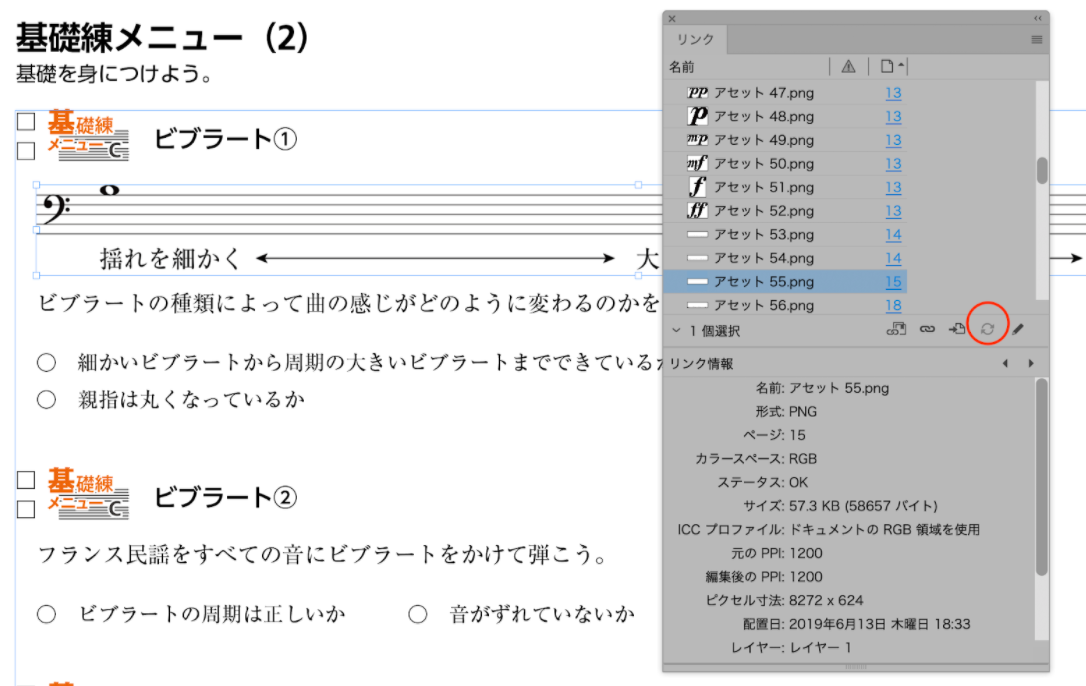 基礎練メニュー（2）
基礎を身につけよう。
基礎練
メニューC
ビブラート①
揺れを細かく
大
ビブラートの種類によって曲の感じがどのように変わるのかを
○ 細かいビブラートから周期の大きいビブラートまでできているか
○ 親指は丸くなっているか
基礎練
メニューC
ビブラート②
フランス民謡をすべての音にビブラートをかけて弾こう。
○ ビブラートの周期は正しいか ○ 音がずれていないか
リンク
名前
pp アセット 47.png 13
p アセット 48.png 13
mp アセット 49.png 13
mf アセット 50.png 13
f アセット 51.png 13
ff アセット 52.png 13
アセット 53.png 14
アセット 54.png 14
アセット 55.png 15
アセット 56.png 18
1 個選択
リンク情報
名前: アセット 55.png
形式: PNG
ページ: 15
カラースペース: RGB
ステータス: OK
サイズ: 57.3 KB (58657 バイト)
ICC プロファイル: ドキュメントの RGB 領域を使用
元の PPI: 1200
編集後の PPI: 1200
ピクセル寸法: 8272 x 624
配置日: 2019年6月13日 木曜日 18:33
レイヤー: レイヤー 1